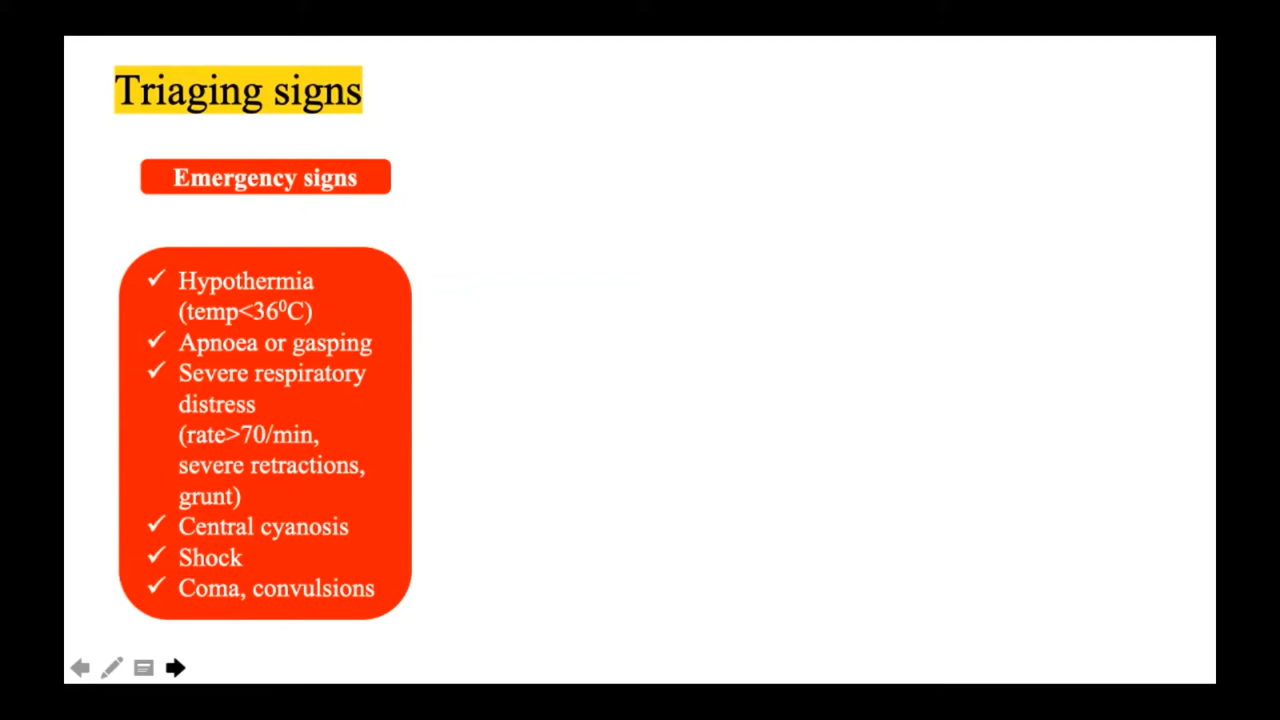 Triaging signs
Emergency signs
✓ Hypothermia
(temp<36⁰C)
✓ Apnoea or gasping
✓ Severe respiratory
distress
(rate>70/min,
severe retractions,
grunt)
✓ Central cyanosis
✓ Shock
✓ Coma, convulsions